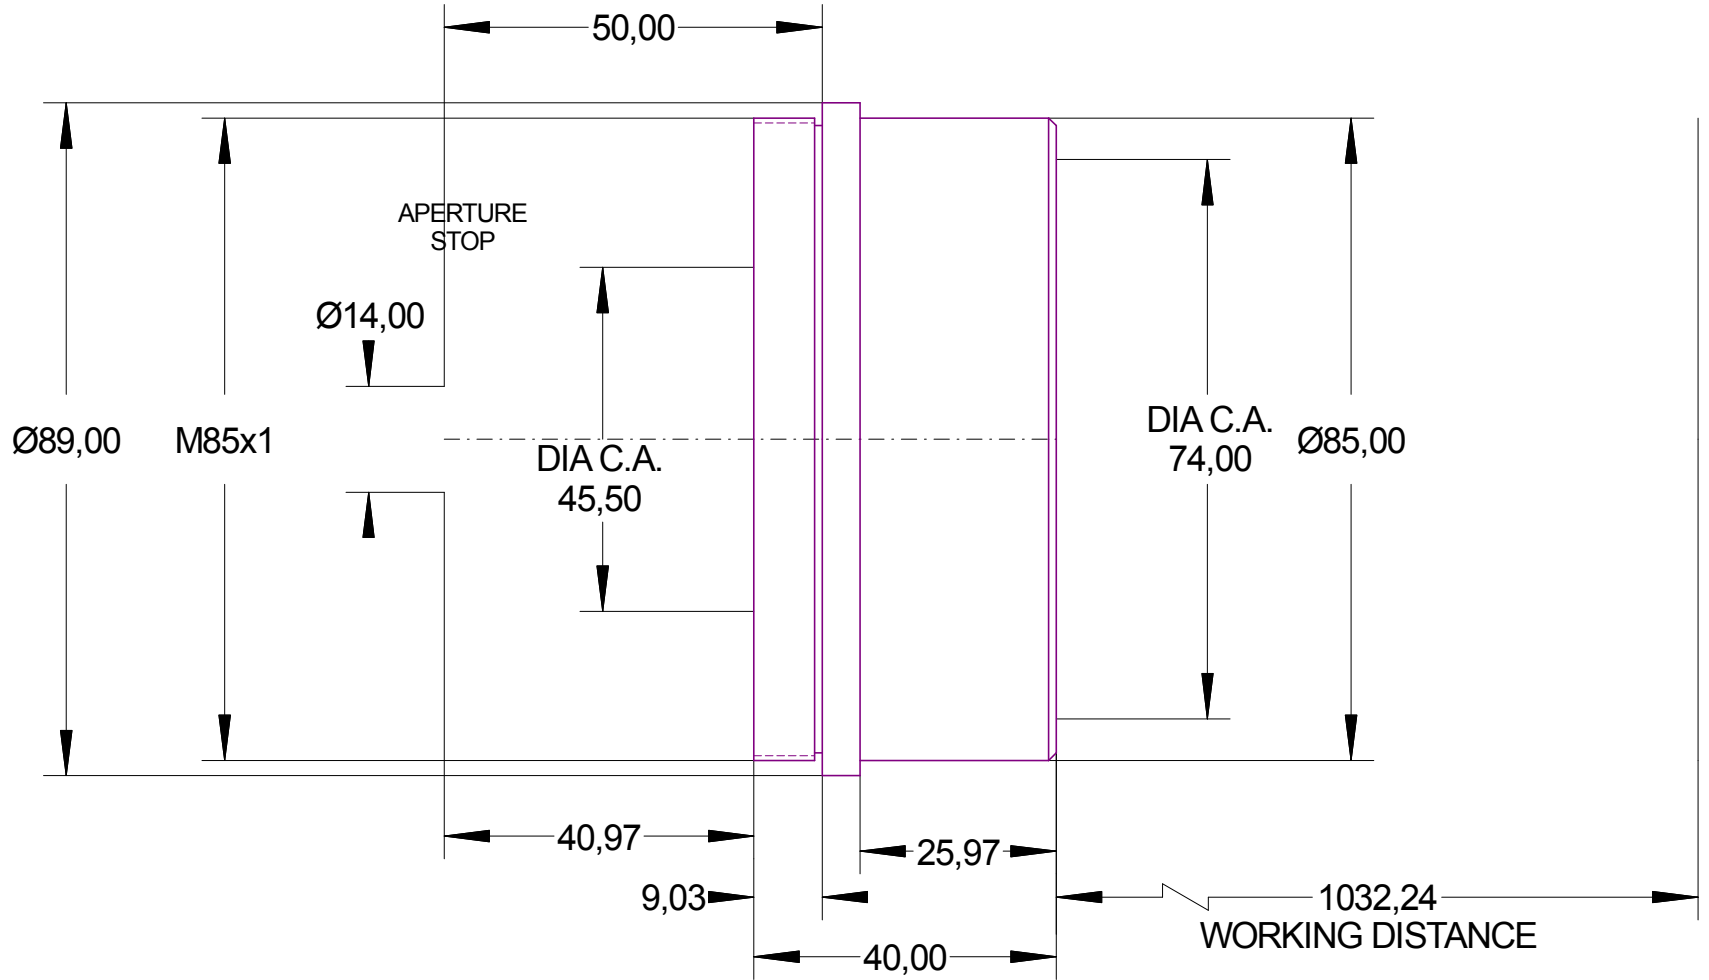 50,00
APERTURE
STOP
Ø14,00
Ø89,00
M85x1
DIA C.A.
45,50
DIA C.A.
74,00
Ø85,00
40,97
25,97
9,03
1032,24
WORKING DISTANCE
40,00